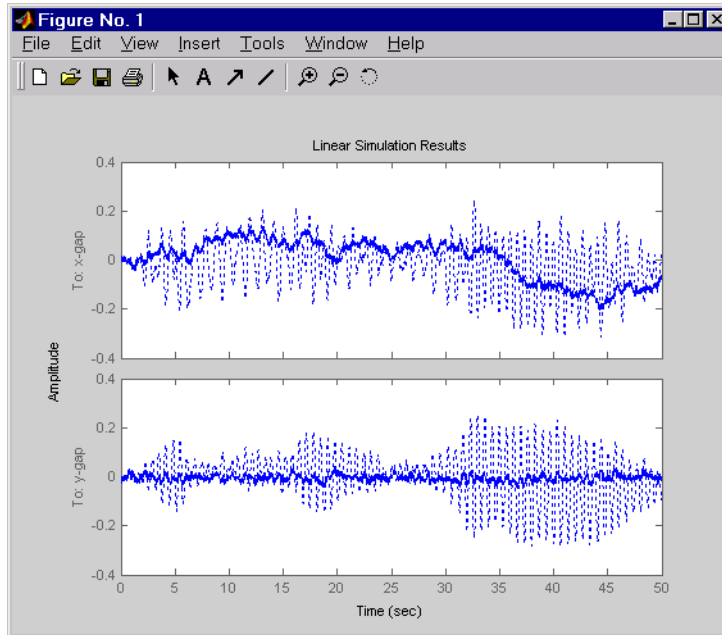 Figure No. 1
File Edit View Insert Tools Window Help
A
Linear Simulation Results
Amplitude
To: x-gap
0.4
0.2
0
-0.2
-0.4
To: y-gap
0.4
0.2
0
-0.2
-0.4
0 5 10 15 20 25 30 35 40 45 50
Time (sec)